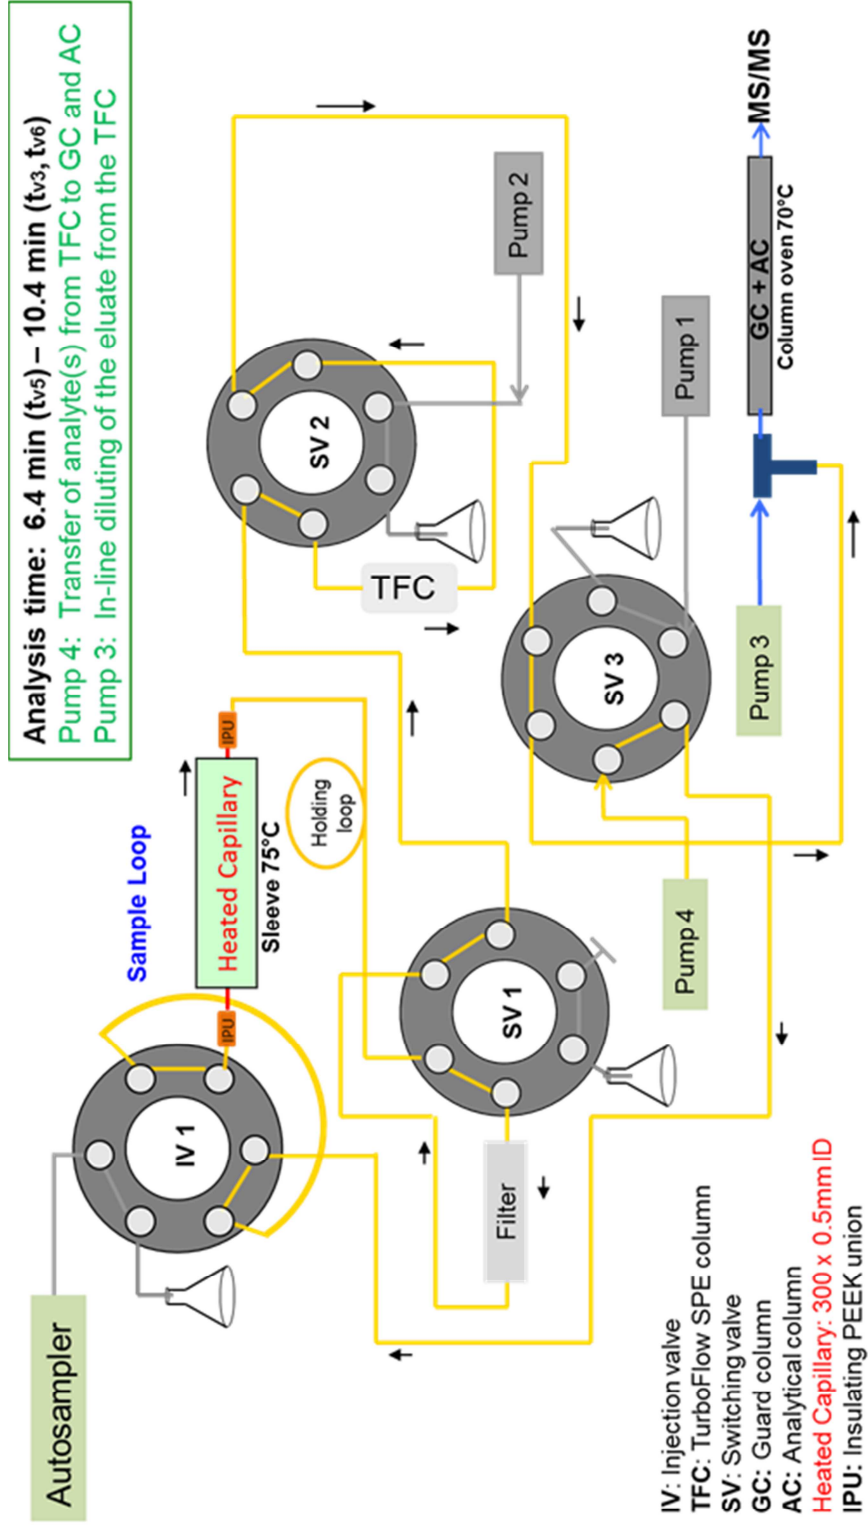 Analysis time: 6.4 min (tv5) – 10.4 min (tv3, tv6)
Pump 4: Transfer of analyte(s) from TFC to GC and AC
Pump 3: In-line diluting of the eluate from the TFC
Autosampler
IV 1
Sample Loop
IPU
Heated Capillary
IPU
Sleeve 75°C
Holding
loop
SV 2
TFC
Pump 2
Filter
SV 1
SV 3
Pump 1
Pump 4
Pump 3
GC + AC
MS/MS
Column oven 70°C
IV: Injection valve
TFC: TurboFlow SPE column
SV: Switching valve
GC: Guard column
AC: Analytical column
Heated Capillary: 300 x 0.5mm ID
IPU: Insulating PEEK union